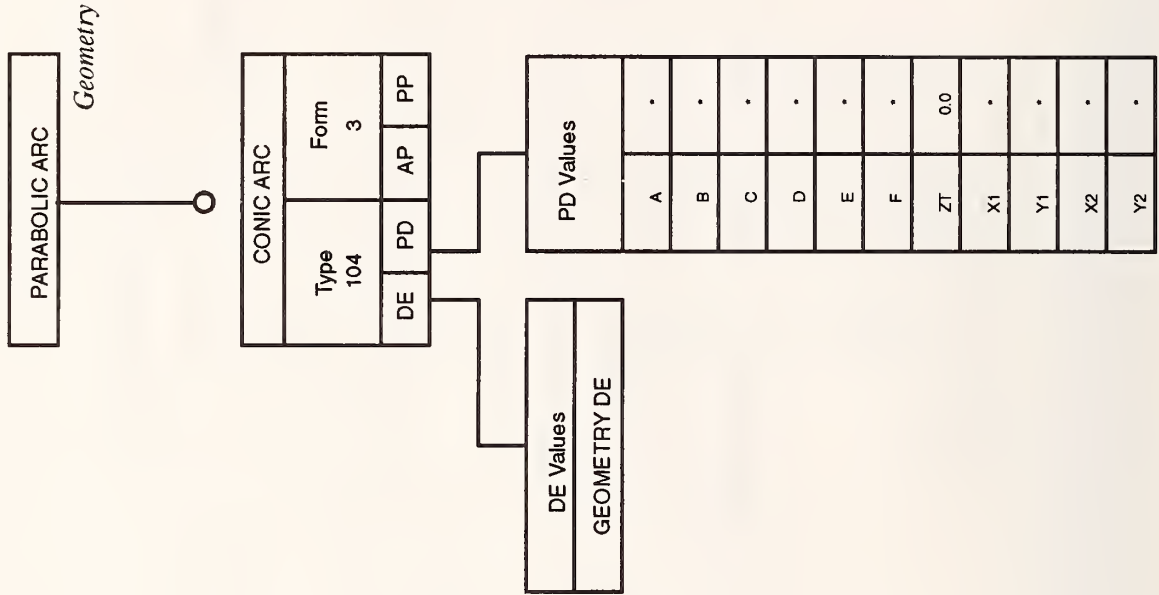 PARABOLIC ARC
Geometry
CONIC ARC
Type
104
Form
3
DE PD AP PP
DE Values
GEOMETRY DE
PD Values
A *
B *
C *
D *
E *
F *
ZT 0.0
X1 *
Y1 *
X2 *
Y2 *